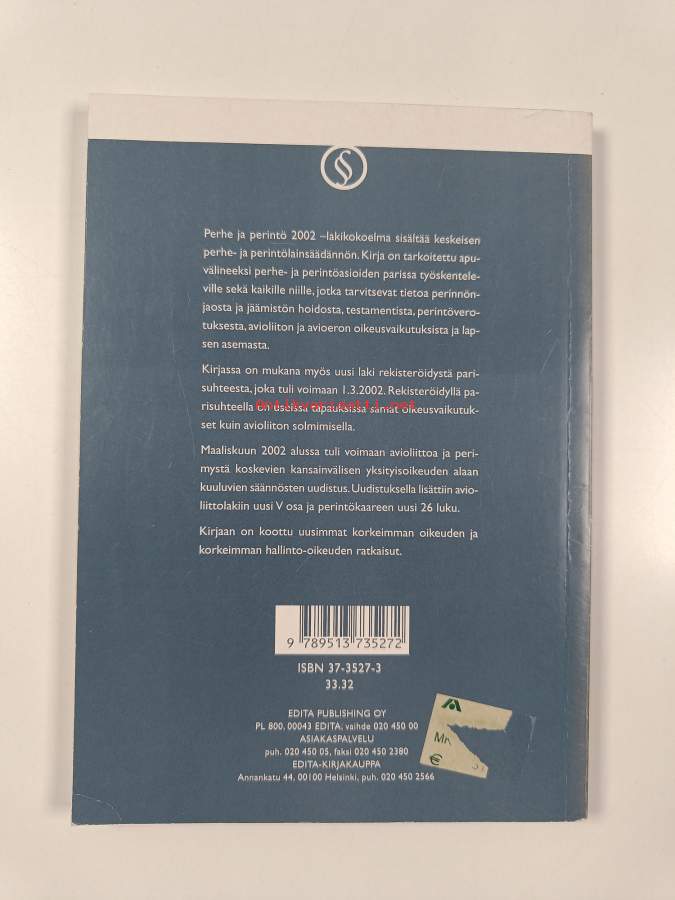 §
Perhe ja perintö 2002 –lakikokoelma sisältää keskeisen
perhe- ja perintölainsäädännön. Kirja on tarkoitettu apu-
välineeksi perhe- ja perintöasioiden parissa työskentele-
ville sekä kaikille niille, jotka tarvitsevat tietoa perinnön-
jaosta ja jäämistön hoidosta, testamentista, perintövero-
tuksesta, avioliiton ja avioeron oikeusvaikutuksista ja lap-
sen asemasta.
Kirjassa on mukana myös uusi laki rekisteröidystä pari-
suhteesta, joka tuli voimaan 1.3.2002. Rekisteröidyllä pa-
risuhteella on useissa tapauksissa samat oikeusvaikutuk-
Antikvariaatti.net
set kuin avioliiton solmimisella.
Maaliskuun 2002 alussa tuli voimaan avioliittoa ja peri-
mystä koskevien kansainvälisen yksityisoikeuden alaan
kuuluvien säännösten uudistus. Uudistuksella lisättiin avio-
liittolakiin uusi V osa ja perintökaareen uusi 26 luku.
Kirjaan on koottu uusimmat korkeimman oikeuden ja
korkeimman hallinto-oikeuden ratkaisut.
9 789513 735272
ISBN 37-3527-3
33.32
EDITA PUBLISHING OY
PL 800, 00043 EDITA, vaihde 020 450 00
ASIAKASPALVELU
puh. 020 450 05, faksi 020 450 2380
EDITA-KIRJAKAUPPA
Annankatu 44, 00100 Helsinki, puh. 020 450 2566
€